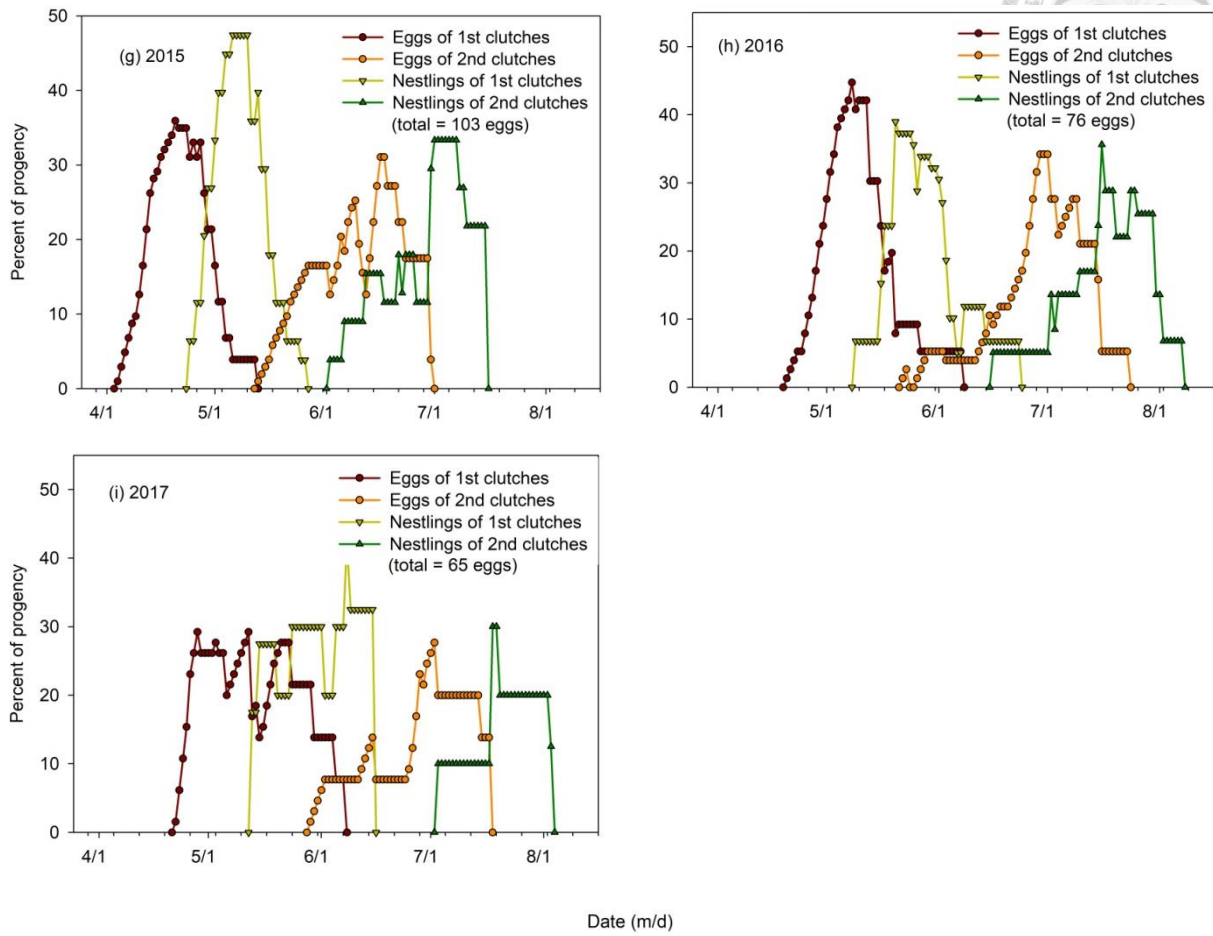 50
40
30
20
10
0
Percent of progency
(g) 2015
Eggs of 1st clutches
Eggs of 2nd clutches
Nestlings of 1st clutches
Nestlings of 2nd clutches
(total = 103 eggs)
4/1 5/1 6/1 7/1 8/1
50
40
30
20
10
0
(h) 2016
Eggs of 1st clutches
Eggs of 2nd clutches
Nestlings of 1st clutches
Nestlings of 2nd clutches
(total = 76 eggs)
4/1 5/1 6/1 7/1 8/1
50
40
30
20
10
0
Percent of progency
(i) 2017
Eggs of 1st clutches
Eggs of 2nd clutches
Nestlings of 1st clutches
Nestlings of 2nd clutches
(total = 65 eggs)
4/1 5/1 6/1 7/1 8/1
Date (m/d)